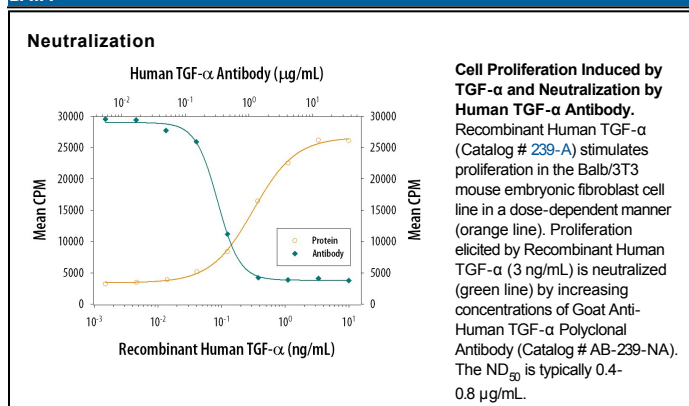 Neutralization
Human TGF-α Antibody (μg/mL)
10-2 10-1 100 101
30000 30000
25000 25000
20000 20000
15000 15000
10000 10000
5000 5000
0 0
Mean CPM
Mean CPM
Protein
Antibody
10-3 10-2 10-1 100 101
Recombinant Human TGF-α (ng/mL)
Cell Proliferation Induced by
TGF-α and Neutralization by
Human TGF-α Antibody.
Recombinant Human TGF-α
(Catalog # 239-A) stimulates
proliferation in the Balb/3T3
mouse embryonic fibroblast cell
line in a dose-dependent manner
(orange line). Proliferation
elicited by Recombinant Human
TGF-α (3 ng/mL) is neutralized
(green line) by increasing
concentrations of Goat Anti-
Human TGF-α Polyclonal
Antibody (Catalog # AB-239-NA).
The ND50 is typically 0.4-
0.8 μg/mL.